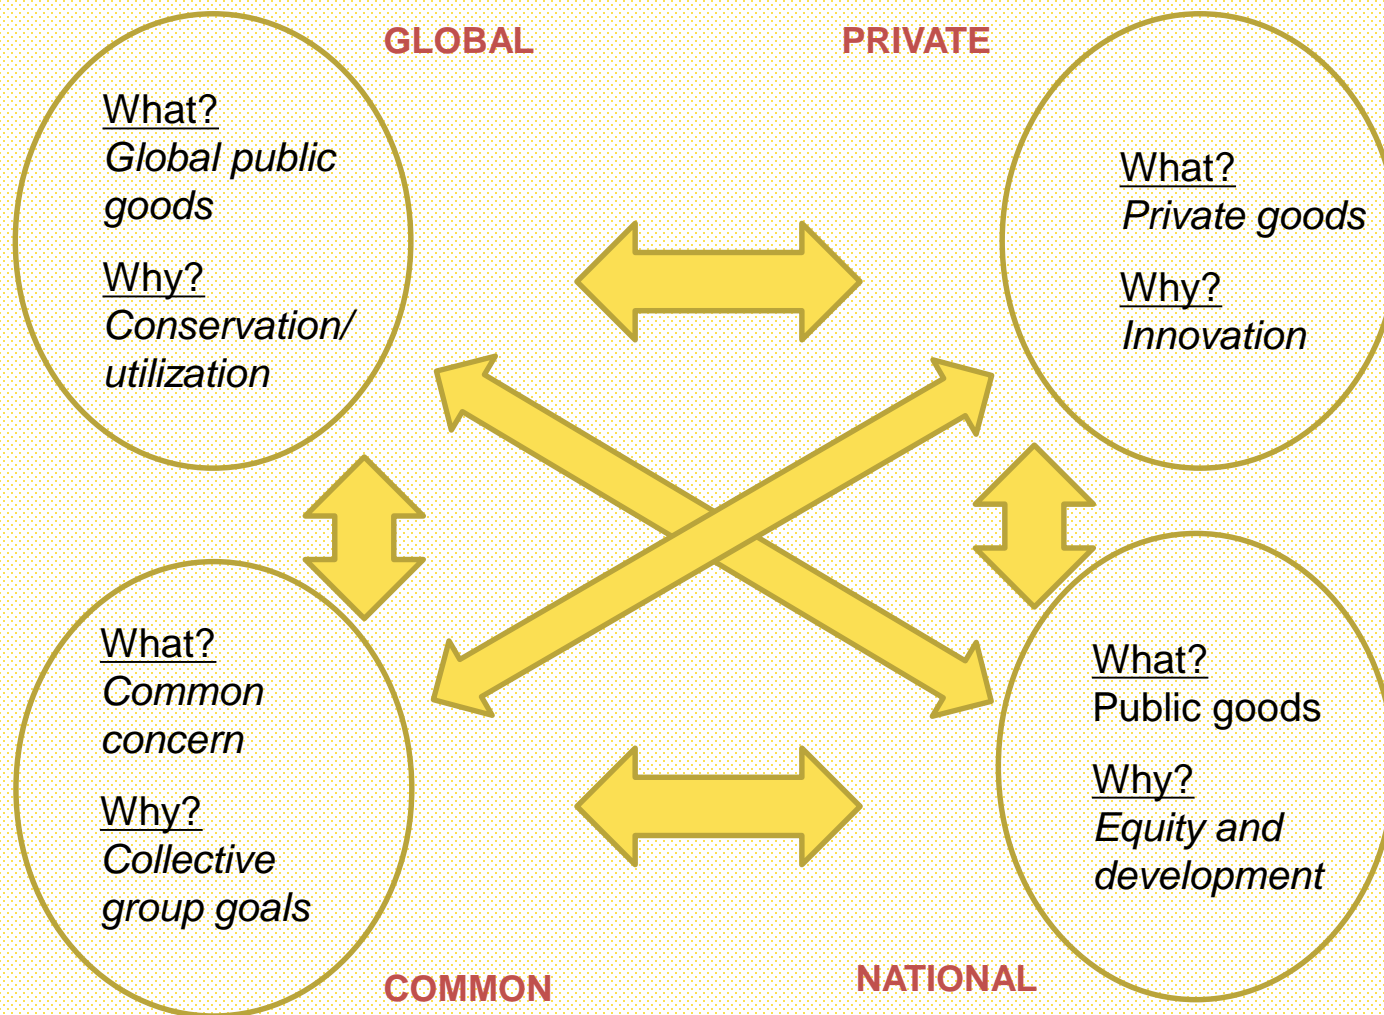 GLOBAL
What?
Global public
goods
Why?
Conservation/
utilization
PRIVATE
What?
Private goods
Why?
Innovation
What?
Common
concern
Why?
Collective
group goals
COMMON
What?
Public goods
Why?
Equity and
development
NATIONAL